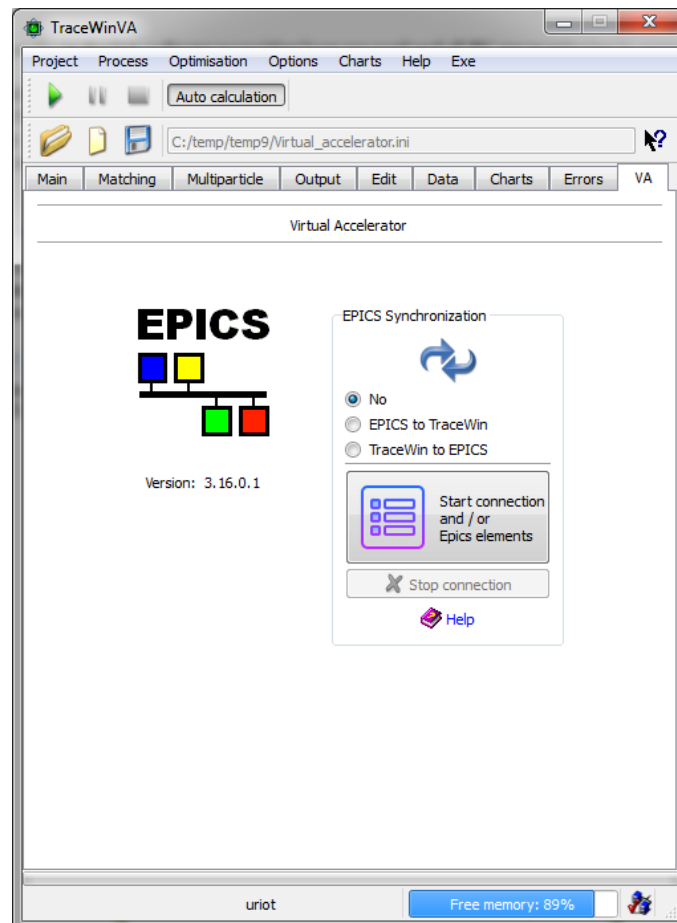 TraceWinVA
Project Process Optimisation Options Charts Help Exe
Auto calculation
C:/temp/temp9/Virtual_accelerator.ini
Main Matching Multiparticle Output Edit Data Charts Errors VA
Virtual Accelerator
EPICS
Version: 3.16.0.1
EPICS Synchronization
No
EPICS to TraceWin
TraceWin to EPICS
Start connection
and / or
Epics elements
Stop connection
Help
uriot
Free memory: 89%